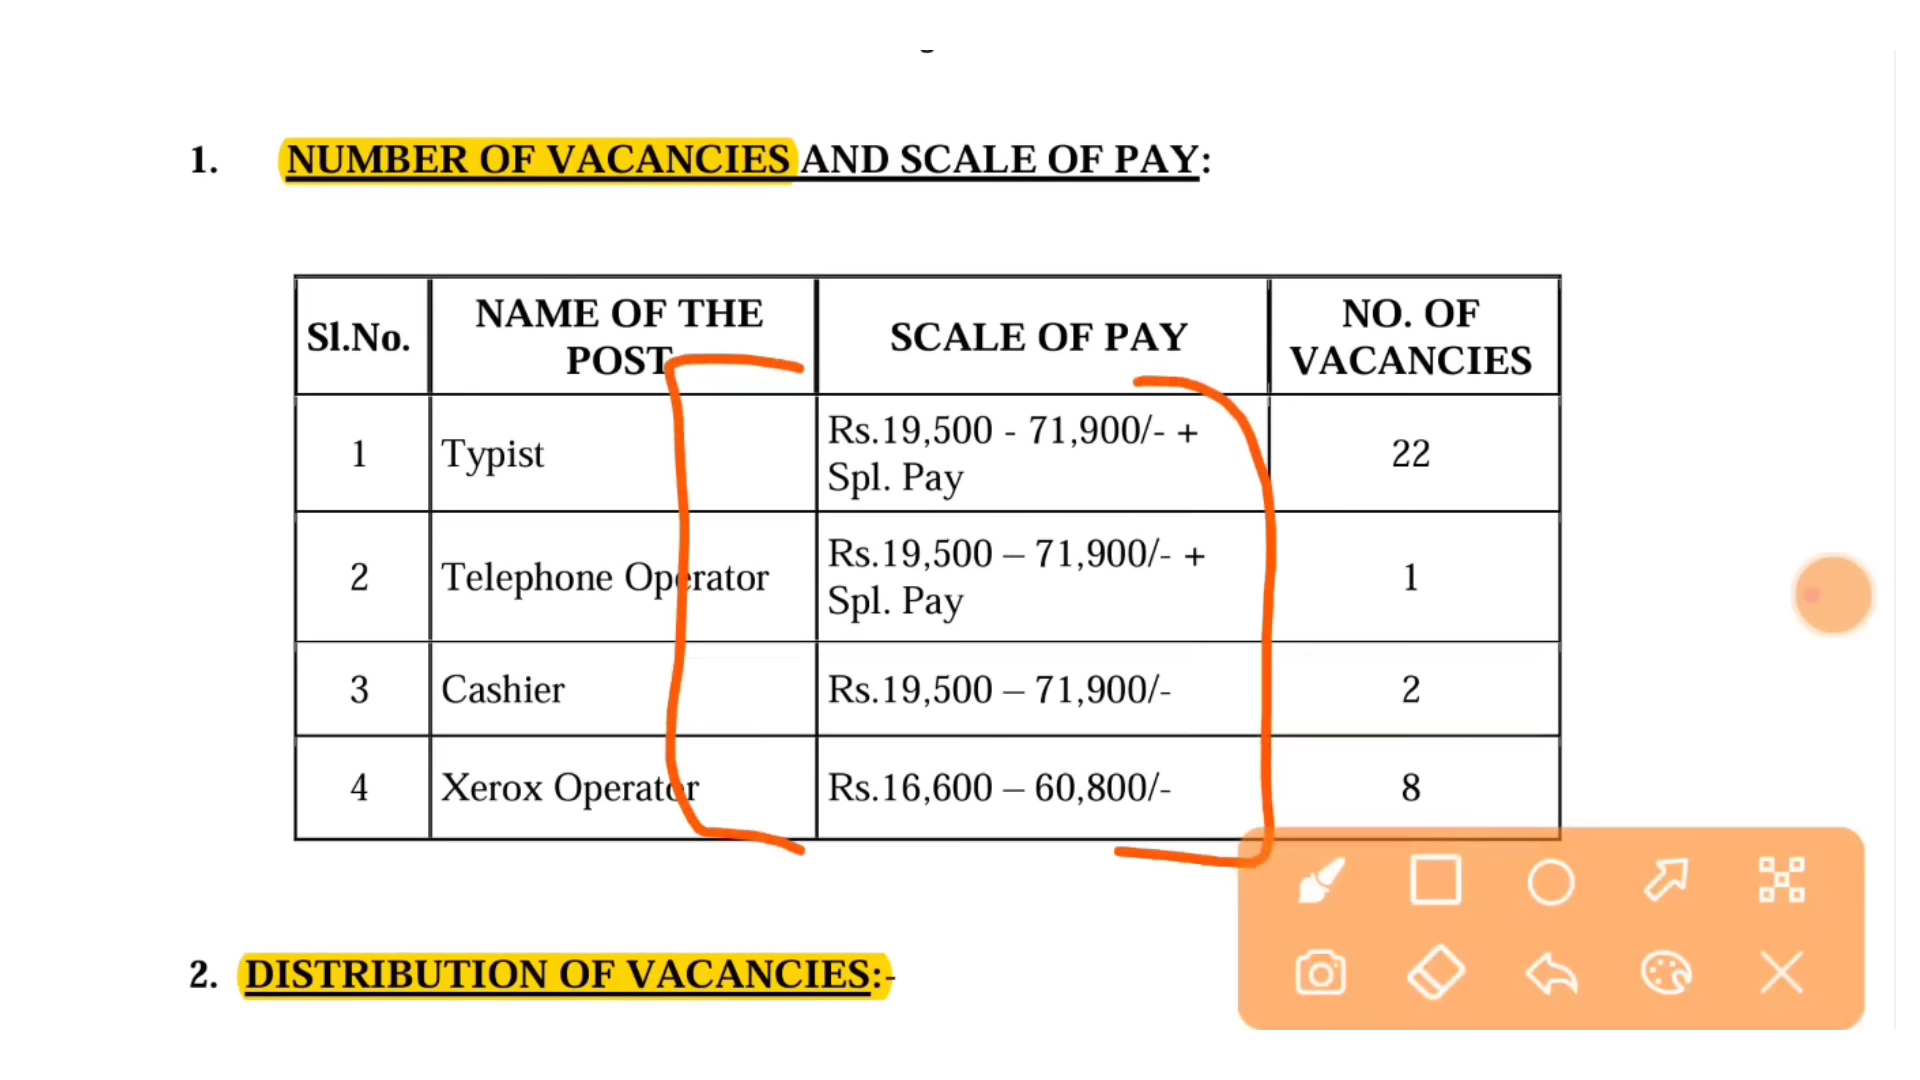 1. NUMBER OF VACANCIES AND SCALE OF PAY:
Sl.No. NAME OF THE POST SCALE OF PAY NO. OF VACANCIES
1 Typist Rs.19,500 - 71,900/- + Spl. Pay 22
2 Telephone Operator Rs.19,500 – 71,900/- + Spl. Pay 1
3 Cashier Rs.19,500 – 71,900/- 2
4 Xerox Operator Rs.16,600 – 60,800/- 8
2. DISTRIBUTION OF VACANCIES:-